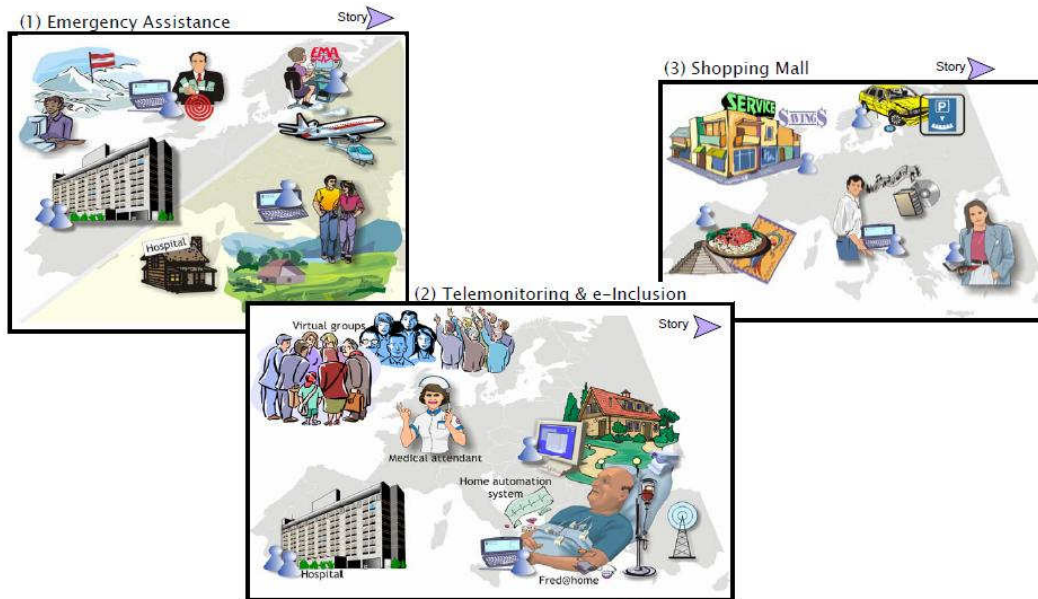 (1) Emergency Assistance
Story
EMA
Hospital
(3) Shopping Mall
Story
SERVICE
SAVINGS
P
(2) Telemonitoring & e-Inclusion
Story
Virtual groups
Medical attendant
Home automation
system
Hospital
Fred@home